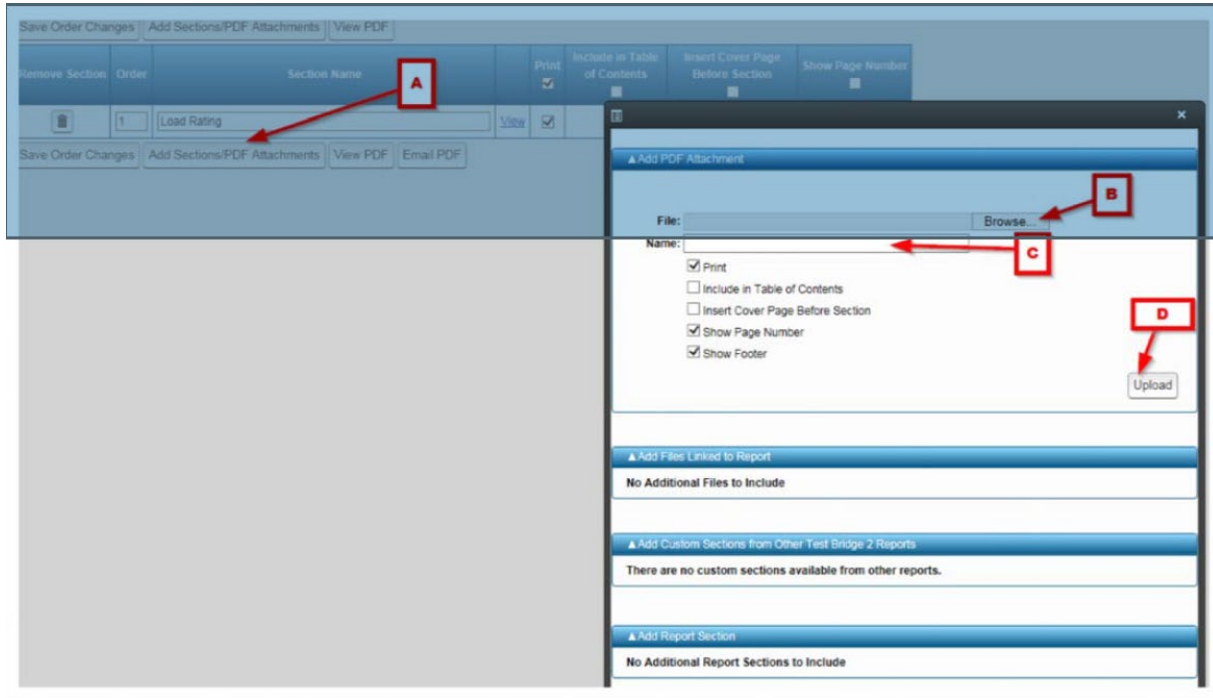 Save Order Changes Add Sections/PDF Attachments View PDF
Remove Section Order Section Name Print Include in Table of Contents Insert Cover Page Before Section Show Page Number
A
1 Load Rating View
Save Order Changes Add Sections/PDF Attachments View PDF Email PDF
×
▲Add PDF Attachment
B
File: Browse...
Name:
C
Print
Include in Table of Contents
Insert Cover Page Before Section
D
Show Page Number
Show Footer
Upload
▲Add Files Linked to Report
No Additional Files to Include
▲Add Custom Sections from Other Test Bridge 2 Reports
There are no custom sections available from other reports.
▲Add Report Section
No Additional Report Sections to Include